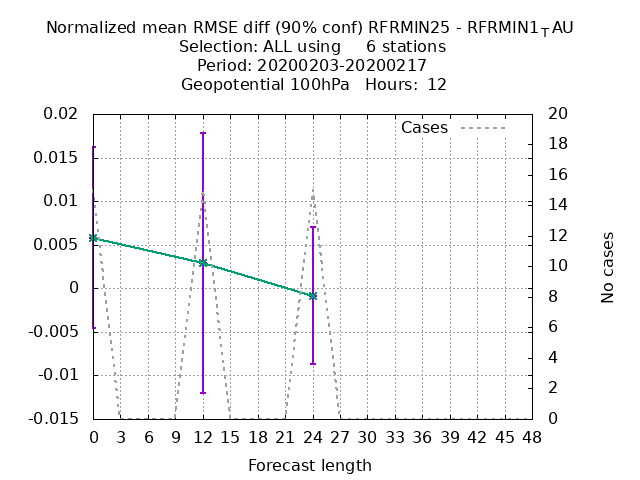 Normalized mean RMSE diff (90% conf) RFRMIN25 - RFRMIN1TAU
Selection: ALL using 6 stations
Period: 20200203-20200217
Geopotential 100hPa Hours: 12
Cases
0.02
0.015
0.01
0.005
0
-0.005
-0.01
-0.015
20
18
16
14
12
10
8
6
4
2
0
No cases
0 3 6 9 12 15 18 21 24 27 30 33 36 39 42 45 48
Forecast length